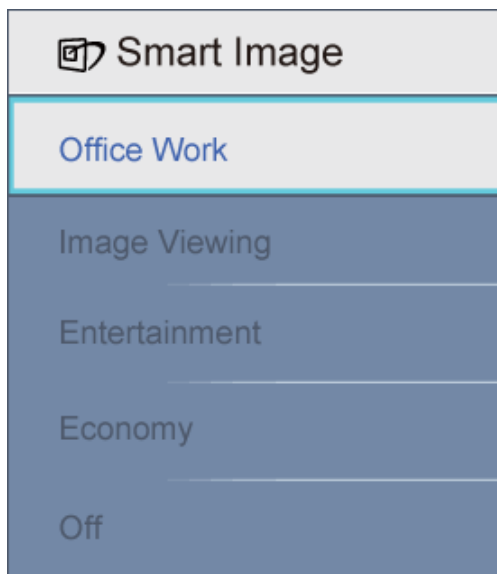 Smart Image
Office Work
Image Viewing
Entertainment
Economy
Off